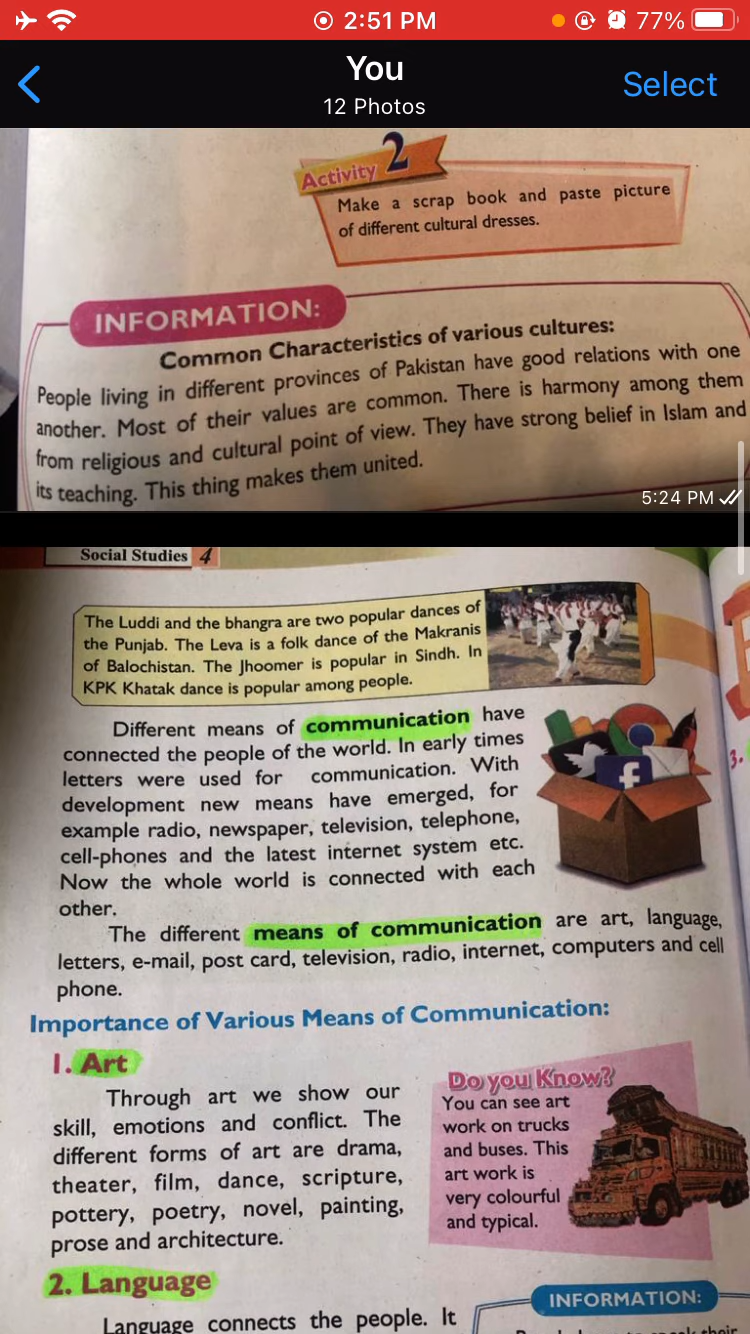 2:51 PM
77%
You
12 Photos
Select
Activity 2
Make a scrap book and paste picture
of different cultural dresses.
INFORMATION:
Common Characteristics of various cultures:
People living in different provinces of Pakistan have good relations with one
another. Most of their values are common. There is harmony among them
from religious and cultural point of view. They have strong belief in Islam and
its teaching. This thing makes them united.
5:24 PM
Social Studies 4
The Luddi and the bhangra are two popular dances of
the Punjab. The Leva is a folk dance of the Makranis
of Balochistan. The Jhoomer is popular in Sindh. In
KPK Khatak dance is popular among people.
Different means of communication have
connected the people of the world. In early times
letters were used for communication. With
development new means have emerged, for
example radio, newspaper, television, telephone,
cell-phones and the latest internet system etc.
Now the whole world is connected with each
other.
3.
The different means of communication are art, language,
letters, e-mail, post card, television, radio, internet, computers and cell
phone.
Importance of Various Means of Communication:
1. Art
Through art we show our
skill, emotions and conflict. The
different forms of art are drama,
theater, film, dance, scripture,
pottery, poetry, novel, painting,
prose and architecture.
Do you Know?
You can see art
work on trucks
and buses. This
art work is
very colourful
and typical.
2. Language
Language connects the people. It
INFORMATION: